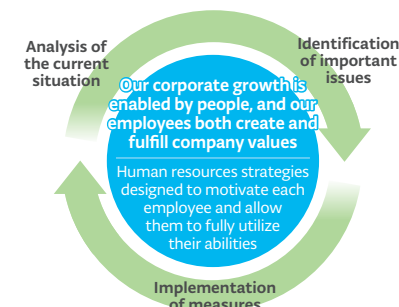 Analysis of
the current
situation
Identification
of important
issues
Our corporate growth is
enabled by people, and our
employees both create and
fulfill company values
Human resources strategies
designed to motivate each
employee and allow
them to fully utilize
their abilities
Implementation
of measures